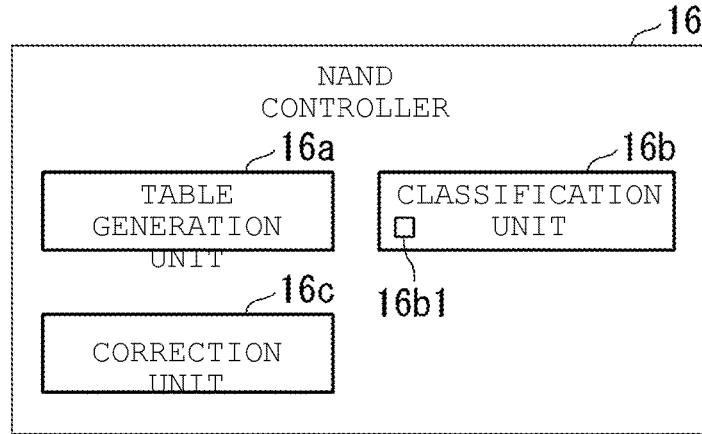 16
NAND
CONTROLLER
16a
16b
TABLE
GENERATION
UNIT
CLASSIFICATION
UNIT
16b1
16c
CORRECTION
UNIT